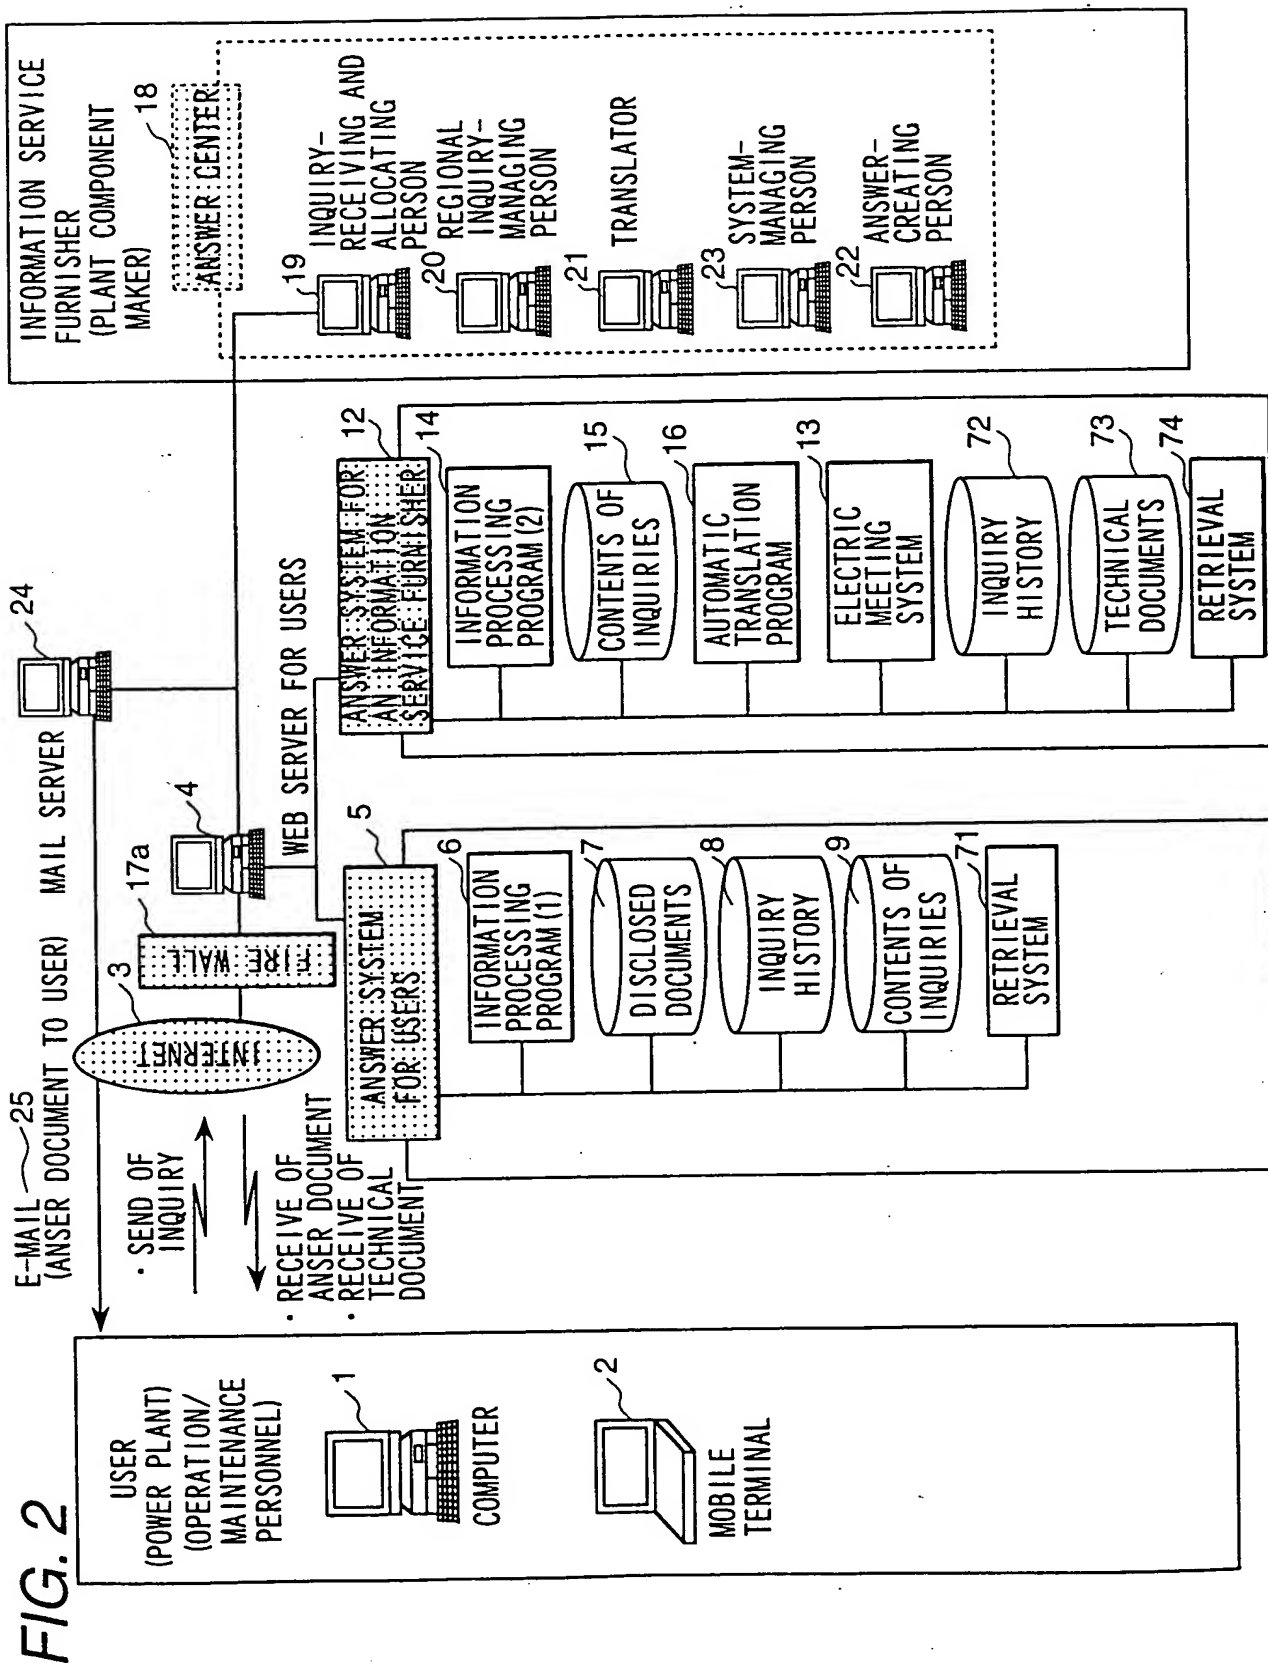 FIG. 2
USER
(POWER PLANT)
(OPERATION/
MAINTENANCE
PERSONNEL)
1
COMPUTER
2
MOBILE
TERMINAL
E-MAIL 25
(ANSER DOCUMENT TO USER)
· SEND OF
INQUIRY
· RECEIVE OF
ANSER DOCUMENT
· RECEIVE OF
TECHNICAL
DOCUMENT
3
INTERNET
17a
FIRE WALL
MAIL SERVER
24
4
WEB SERVER FOR USERS
5
ANSWER SYSTEM
FOR USERS
6
INFORMATION
PROCESSING
PROGRAM (1)
7
DISCLOSED
DOCUMENTS
8
INQUIRY
HISTORY
9
CONTENTS OF
INQUIRIES
71
RETRIEVAL
SYSTEM
12
ANSWER SYSTEM FOR
AN INFORMATION
SERVICE FURNISHER
14
INFORMATION
PROCESSING
PROGRAM (2)
15
CONTENTS OF
INQUIRIES
16
AUTOMATIC
TRANSLATION
PROGRAM
13
ELECTRIC
MEETING
SYSTEM
72
INQUIRY
HISTORY
73
TECHNICAL
DOCUMENTS
74
RETRIEVAL
SYSTEM
INFORMATION SERVICE
FURNISHER
(PLANT COMPONENT
MAKER)
18
ANSWER CENTER
19
INQUIRY-
RECEIVING AND
ALLOCATING
PERSON
20
REGIONAL
INQUIRY-
MANAGING
PERSON
21
TRANSLATOR
23
SYSTEM-
MANAGING
PERSON
22
ANSWER-
CREATING
PERSON